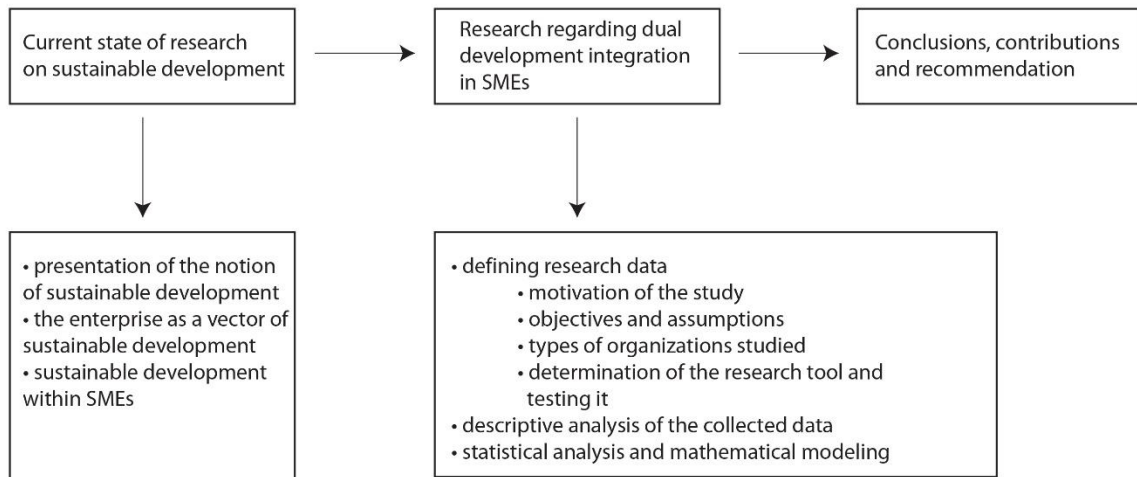 Current state of research
on sustainable development
Research regarding dual
development integration
in SMEs
Conclusions, contributions
and recommendation
• presentation of the notion
of sustainable development
• the enterprise as a vector of
sustainable development
• sustainable development
within SMEs
• defining research data
• motivation of the study
• objectives and assumptions
• types of organizations studied
• determination of the research tool and
testing it
• descriptive analysis of the collected data
• statistical analysis and mathematical modeling